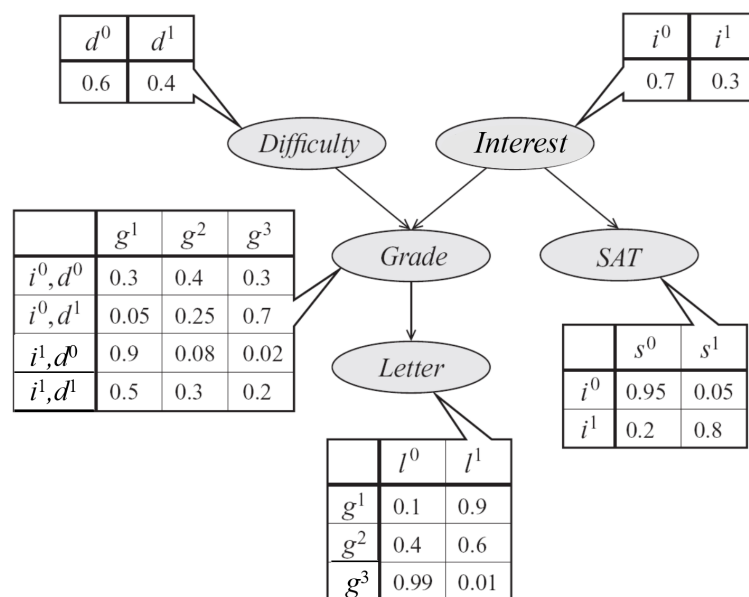 d⁰ d¹
0.6 0.4
i⁰ i¹
0.7 0.3
Difficulty
Interest
g¹ g² g³
i⁰,d⁰ 0.3 0.4 0.3
i⁰,d¹ 0.05 0.25 0.7
i¹,d⁰ 0.9 0.08 0.02
i¹,d¹ 0.5 0.3 0.2
Grade
SAT
s⁰ s¹
i⁰ 0.95 0.05
i¹ 0.2 0.8
Letter
l⁰ l¹
g¹ 0.1 0.9
g² 0.4 0.6
g³ 0.99 0.01